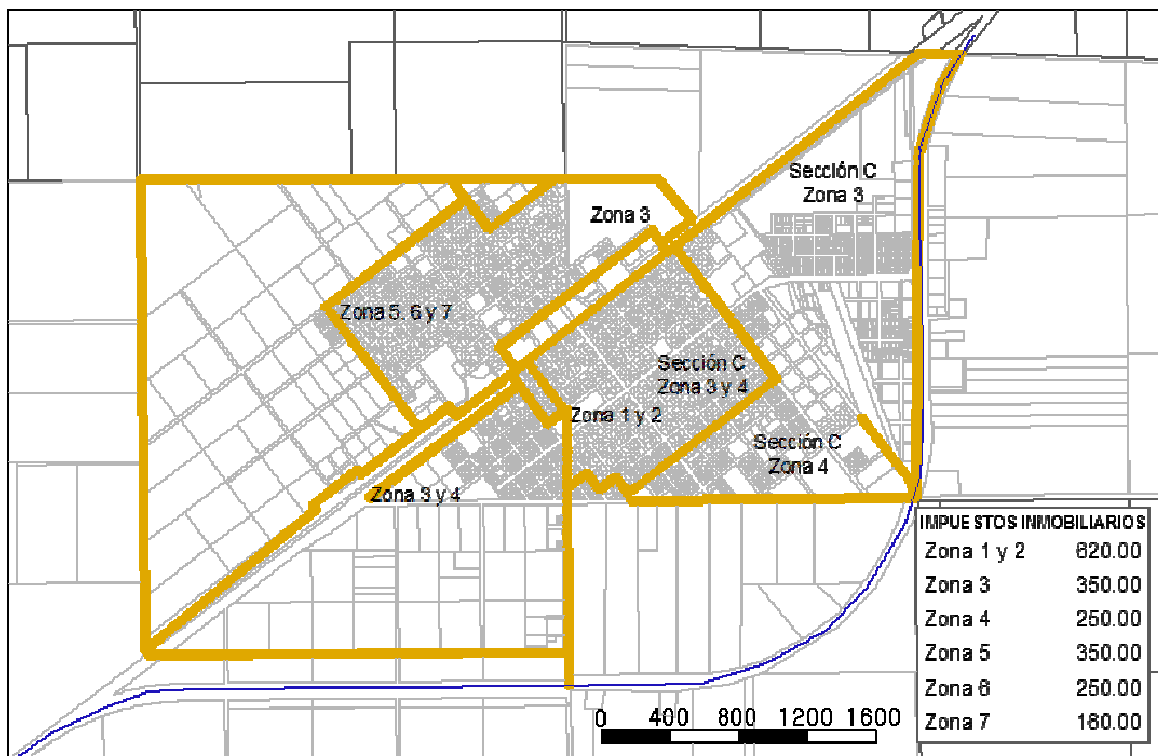 Sección C
Zona 3
Zona 3
Zona 5. 6 y 7
Sección C
Zona 3 y 4
Zona 1 y 2
Sección C
Zona 4
Zona 3 y 4
IMPUESTOS INMOBILIARIOS
Zona 1 y 2 620.00
Zona 3 350.00
Zona 4 250.00
Zona 5 350.00
Zona 6 250.00
Zona 7 160.00
0 400 800 1200 1600